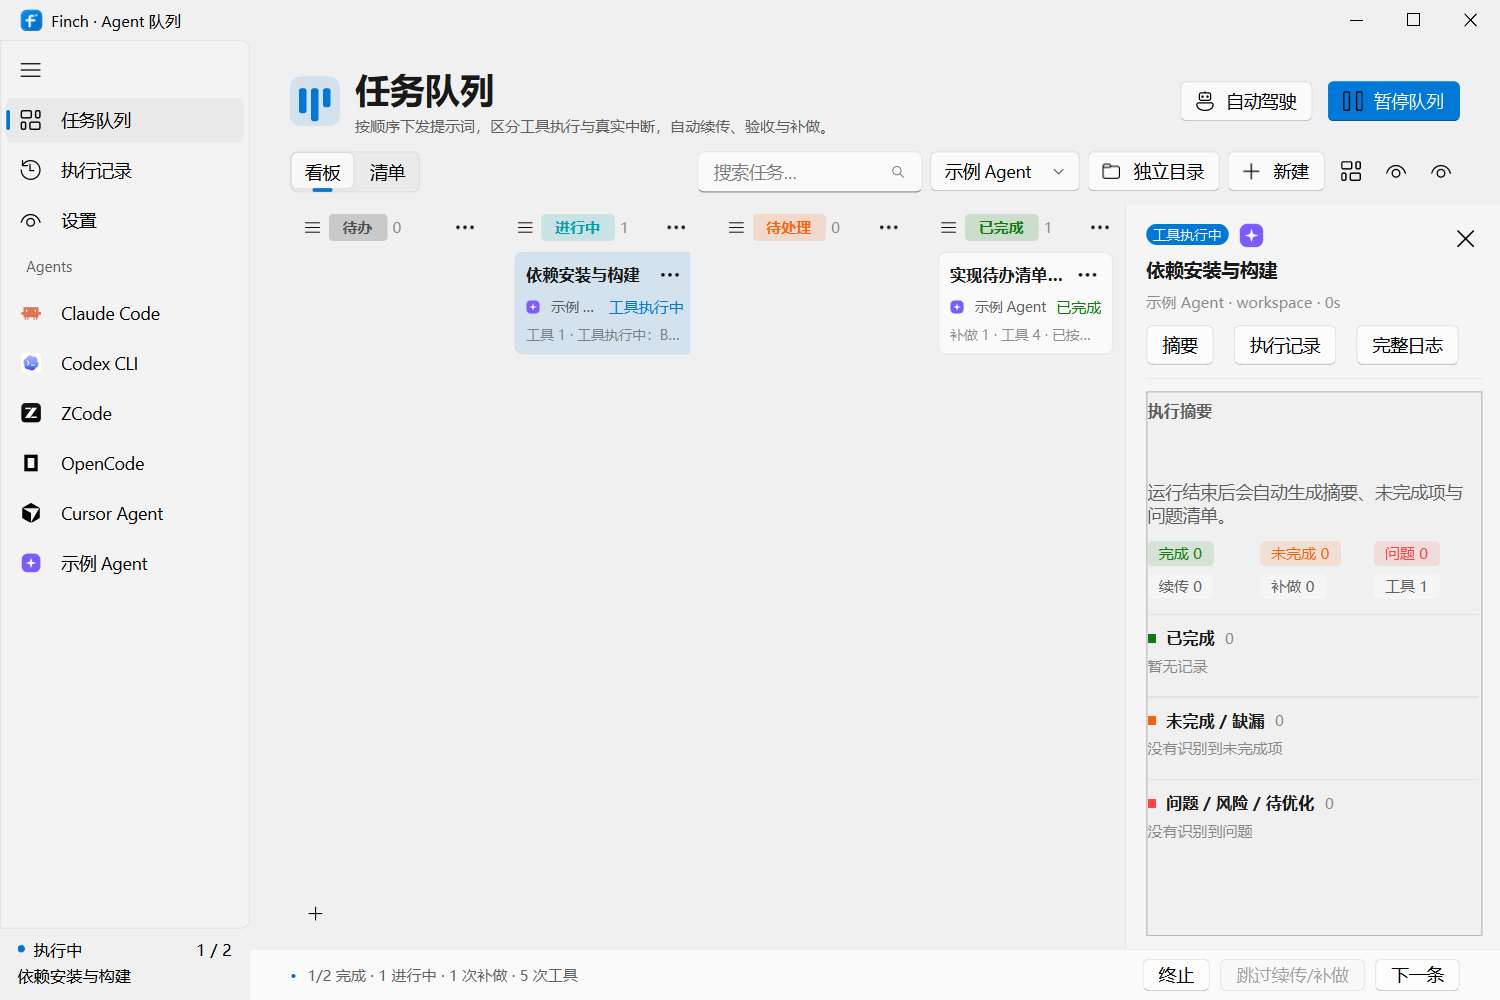 Finch · Agent 队列
任务队列
执行记录
设置
Agents
Claude Code
Codex CLI
ZCode
OpenCode
Cursor Agent
示例 Agent
执行中 1 / 2
依赖安装与构建
任务队列
按顺序下发提示词，区分工具执行与真实中断，自动续传、验收与补做。
自动驾驶 暂停队列
看板 清单 搜索任务... 示例 Agent 独立目录 新建
待办 0 进行中 1 待处理 0 已完成 1
依赖安装与构建
示例 ... 工具执行中
工具 1 · 工具执行中：B...
实现待办清单...
示例 Agent 已完成
补做 1 · 工具 4 · 已按...
工具执行中
依赖安装与构建
示例 Agent · workspace · 0s
摘要 执行记录 完整日志
执行摘要
运行结束后会自动生成摘要、未完成项与
问题清单。
完成 0 未完成 0 问题 0
续传 0 补做 0 工具 1
已完成 0
暂无记录
未完成 / 缺漏 0
没有识别到未完成项
问题 / 风险 / 待优化 0
没有识别到问题
1/2 完成 · 1 进行中 · 1 次补做 · 5 次工具
终止 跳过续传/补做 下一条